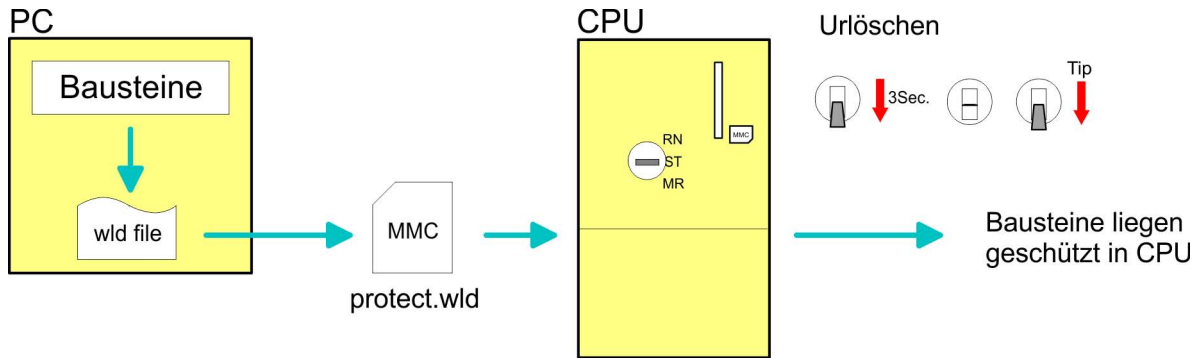 PC
Bausteine
wld file
MMC
protect.wld
CPU
RN
ST
MR
MMC
Urlöschen
3Sec.
Tip
Bausteine liegen
geschützt in CPU